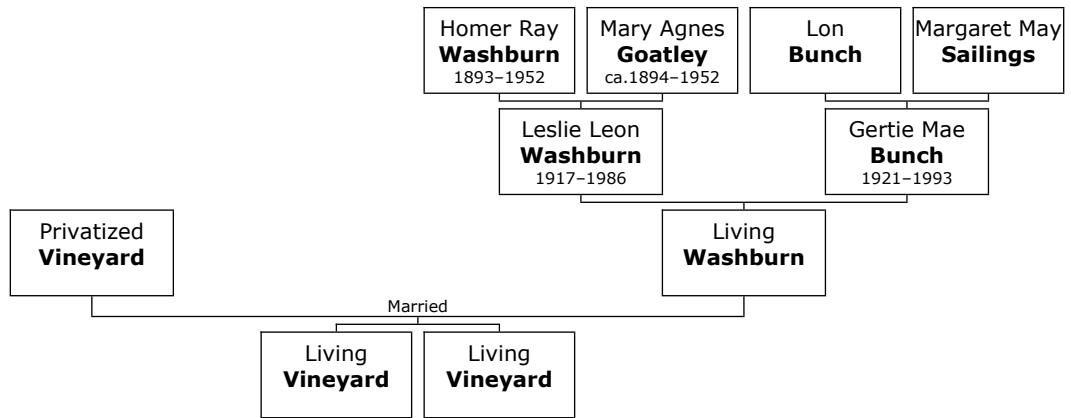 Homer Ray
Washburn
1893–1952
Mary Agnes
Goatley
ca.1894–1952
Lon
Bunch
Margaret May
Sailings
Leslie Leon
Washburn
1917–1986
Gertie Mae
Bunch
1921–1993
Privatized
Vineyard
Living
Washburn
Married
Living
Vineyard
Living
Vineyard